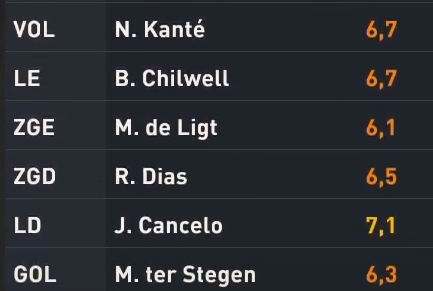 VOL N. Kanté 6,7
LE B. Chilwell 6,7
ZGE M. de Ligt 6,1
ZGD R. Dias 6,5
LD J. Cancelo 7,1
GOL M. ter Stegen 6,3